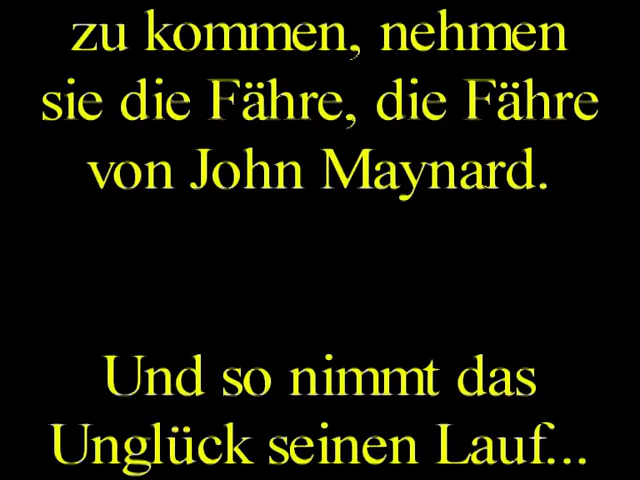 zu kommen, nehmen
sie die Fähre, die Fähre
von John Maynard.
Und so nimmt das
Unglück seinen Lauf...